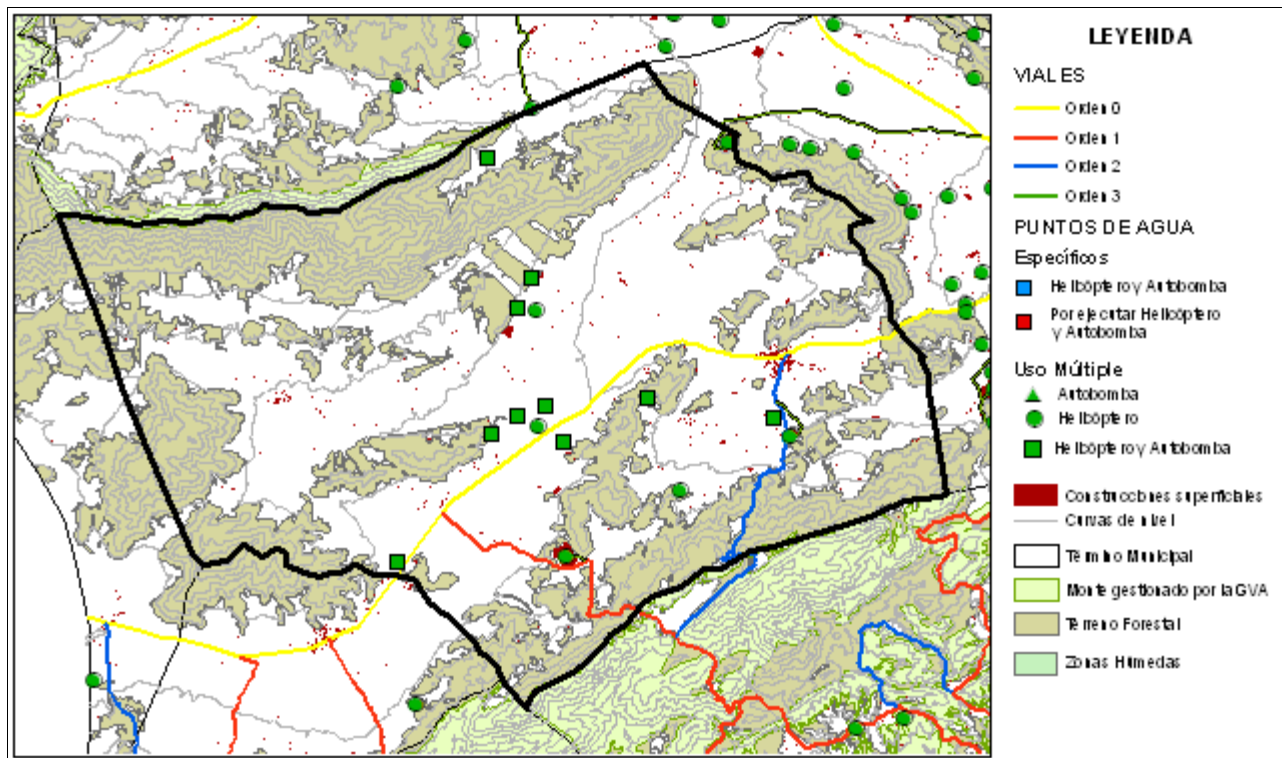 LEYENDA
VIALES
Orden 0
Orden 1
Orden 2
Orden 3
PUNTOS DE AGUA
Específicos
Helicóptero y Autobomba
Por ejecutar Helicóptero
y Autobomba
Uso Múltiple
Autobomba
Helicóptero
Helicóptero y Autobomba
Construcciones superficiales
Curvas de nivel
Término Municipal
Monte gestionado por la GVA
Terreno Forestal
Zonas Húmedas